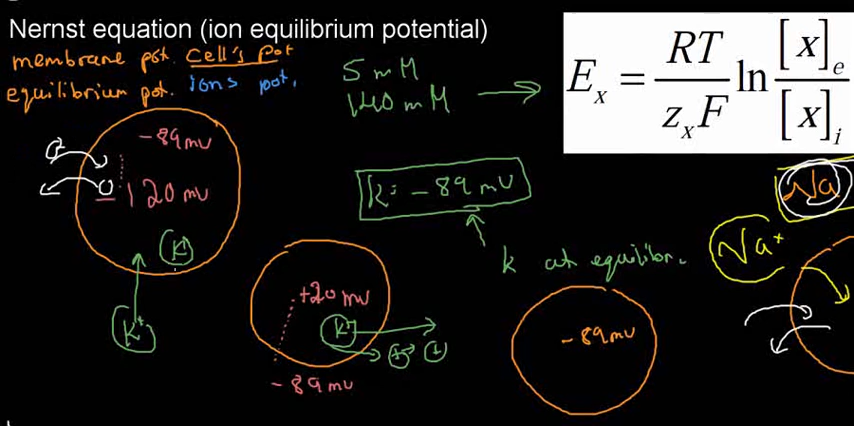 Nernst equation (ion equilibrium potential)
membrane pot. Cell's pot
equilibrium pot. ions pot.
5 mM
140 mM
E_x = RT / z_x F ln [x]_e / [x]_i
-89 mV
-120 mV
K+
K+
K: -89 mV
K at equilibr.
Na
Na+
+20 mV
K+
+ +
-89 mV
-89 mV